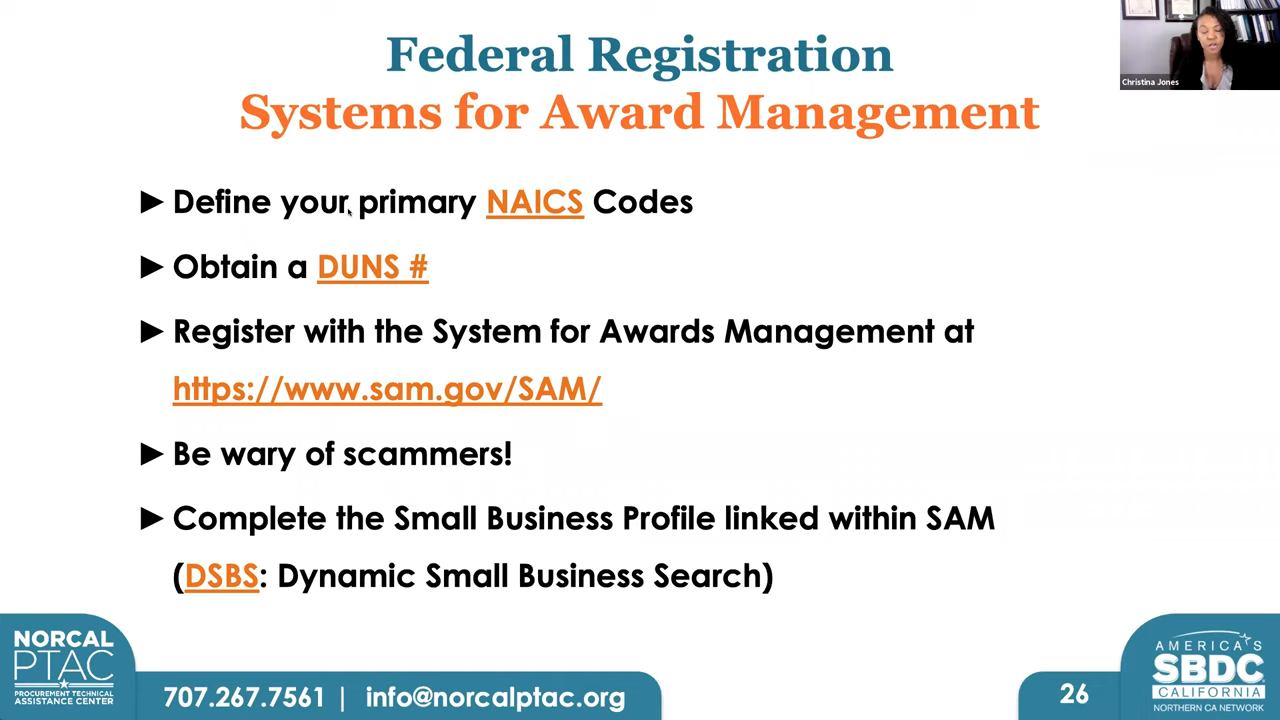 Federal Registration
Systems for Award Management
Christina Jones
►Define your primary NAICS Codes
►Obtain a DUNS #
►Register with the System for Awards Management at
https://www.sam.gov/SAM/
►Be wary of scammers!
►Complete the Small Business Profile linked within SAM
(DSBS: Dynamic Small Business Search)
NORCAL
PTAC
PROCUREMENT TECHNICAL
ASSISTANCE CENTER
707.267.7561 | info@norcalptac.org
26
AMERICA'S
SBDC
CALIFORNIA
NORTHERN CA NETWORK